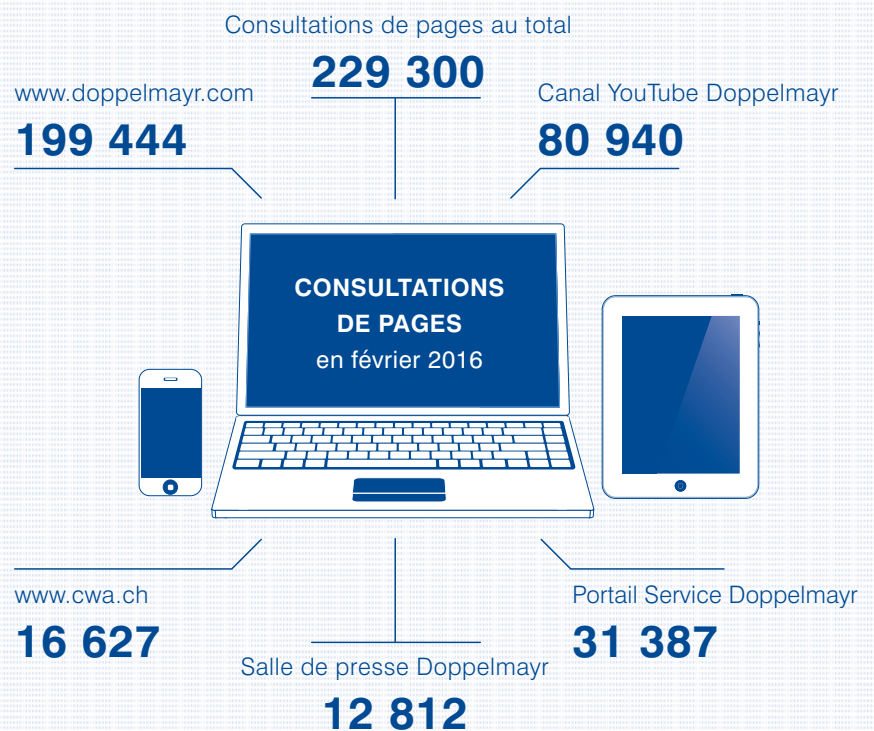 Consultations de pages au total
229 300
www.doppelmayr.com
199 444
Canal YouTube Doppelmayr
80 940
CONSULTATIONS
DE PAGES
en février 2016
www.cwa.ch
16 627
Salle de presse Doppelmayr
12 812
Portail Service Doppelmayr
31 387